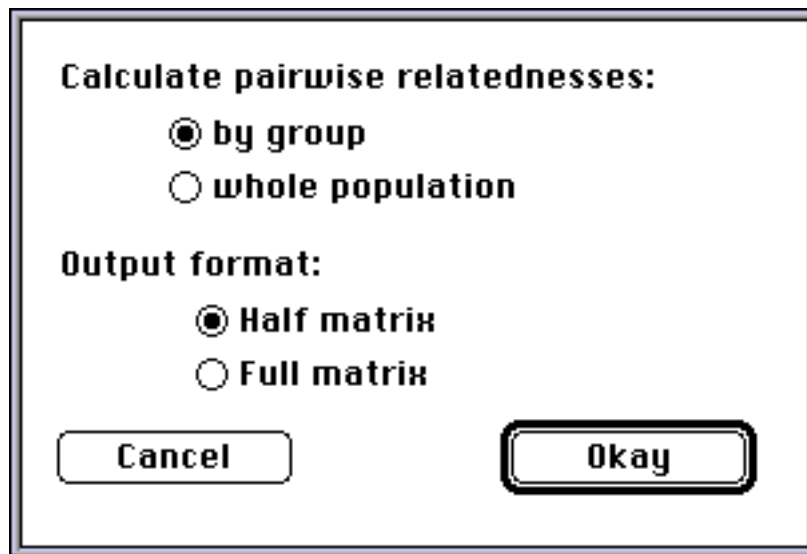 Calculate pairwise relatednesses:
by group
whole population
Output format:
Half matrix
Full matrix
Cancel
Okay